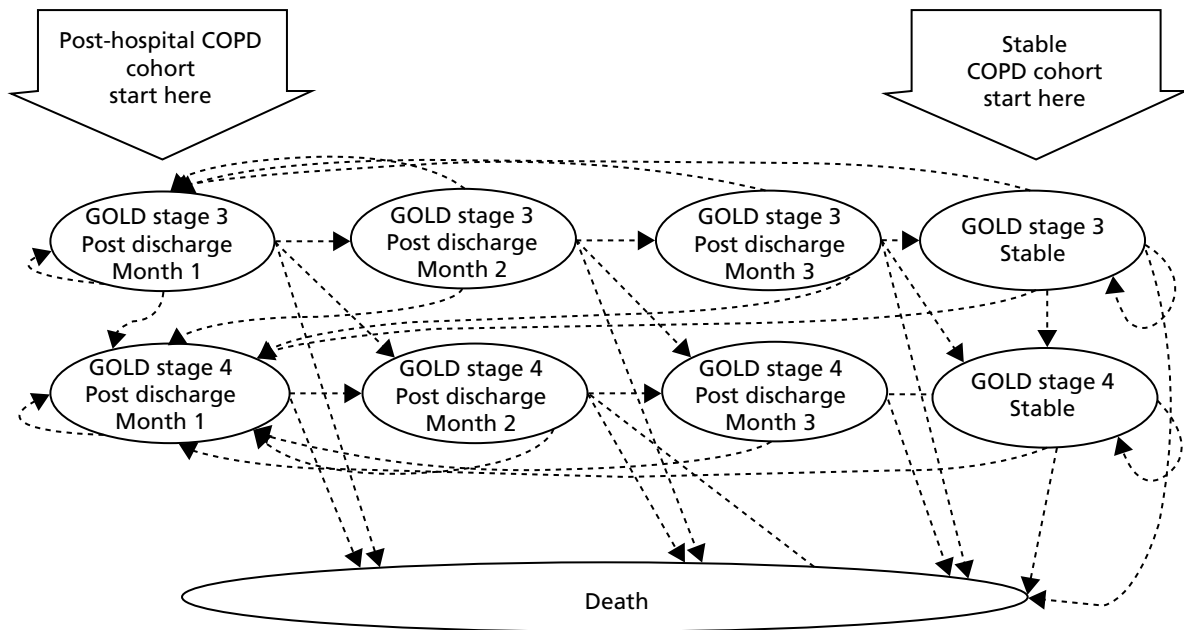 Post-hospital COPD
cohort
start here
Stable
COPD cohort
start here
GOLD stage 3
Post discharge
Month 1
GOLD stage 3
Post discharge
Month 2
GOLD stage 3
Post discharge
Month 3
GOLD stage 3
Stable
GOLD stage 4
Post discharge
Month 1
GOLD stage 4
Post discharge
Month 2
GOLD stage 4
Post discharge
Month 3
GOLD stage 4
Stable
Death